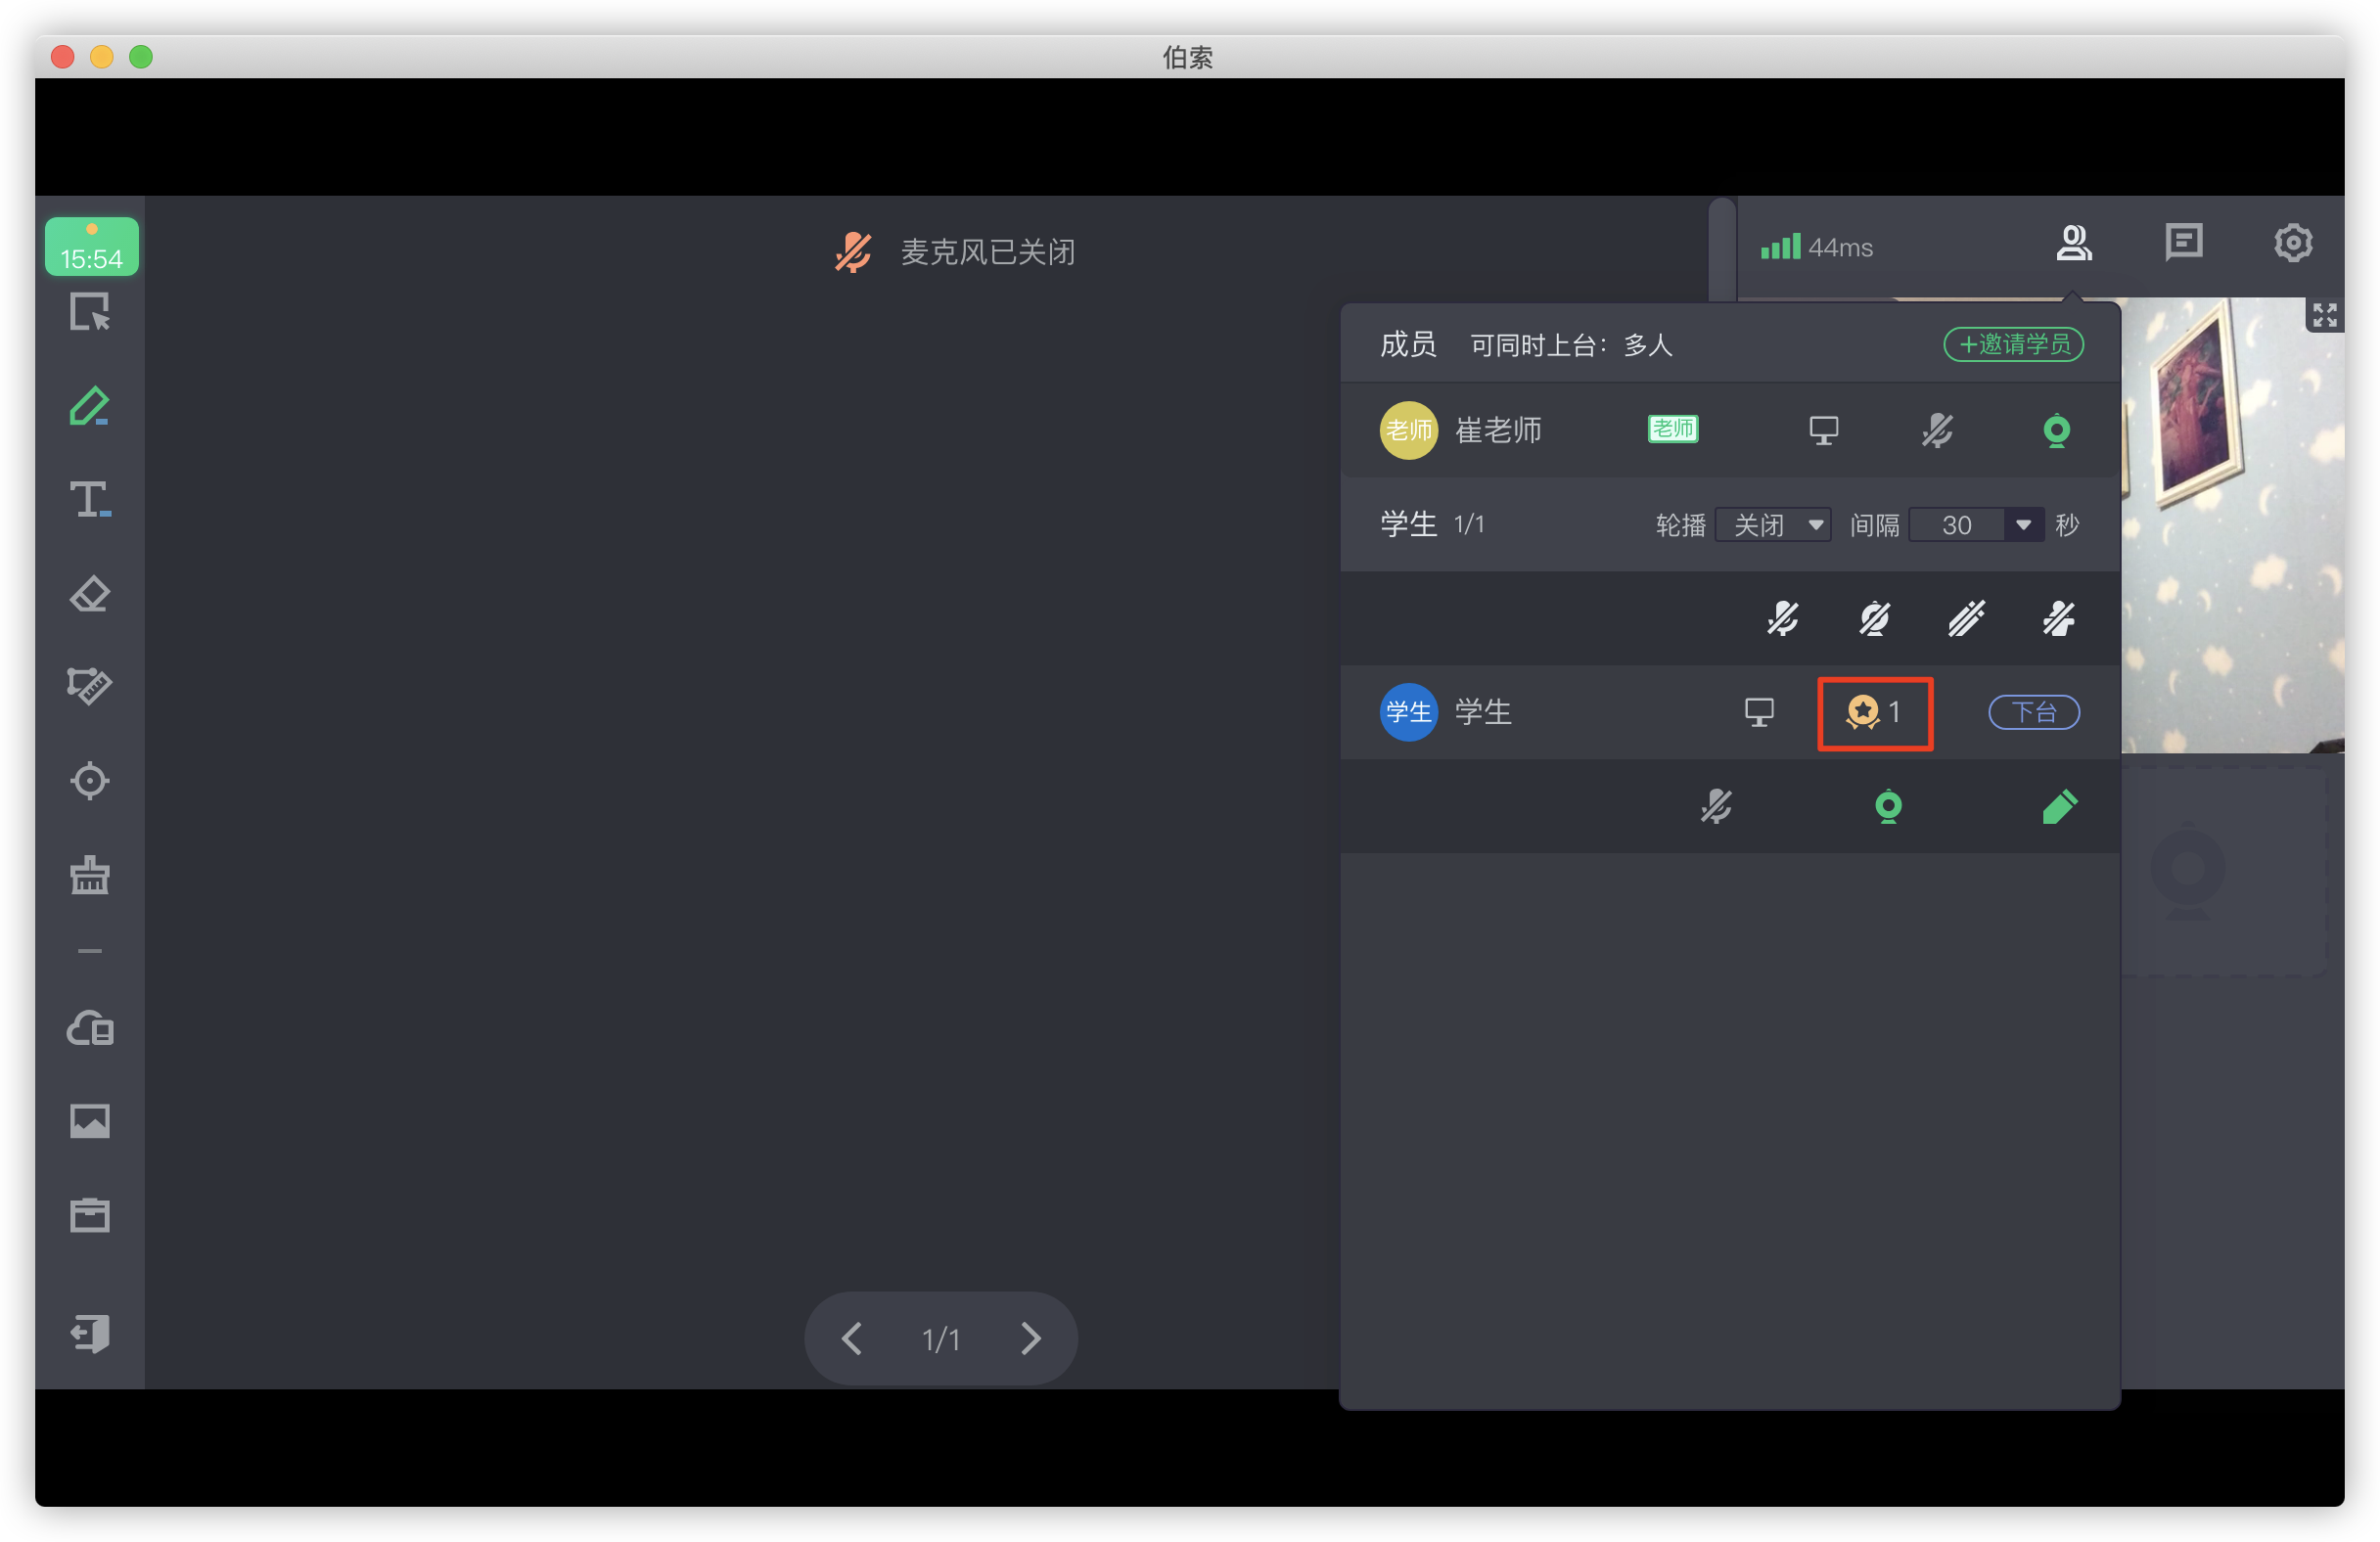 伯索
15:54
麦克风已关闭
44ms
成员 可同时上台：多人 +邀请学员
老师 崔老师 老师
学生 1/1 轮播 关闭 间隔 30 秒
学生 学生 1 下台
1/1